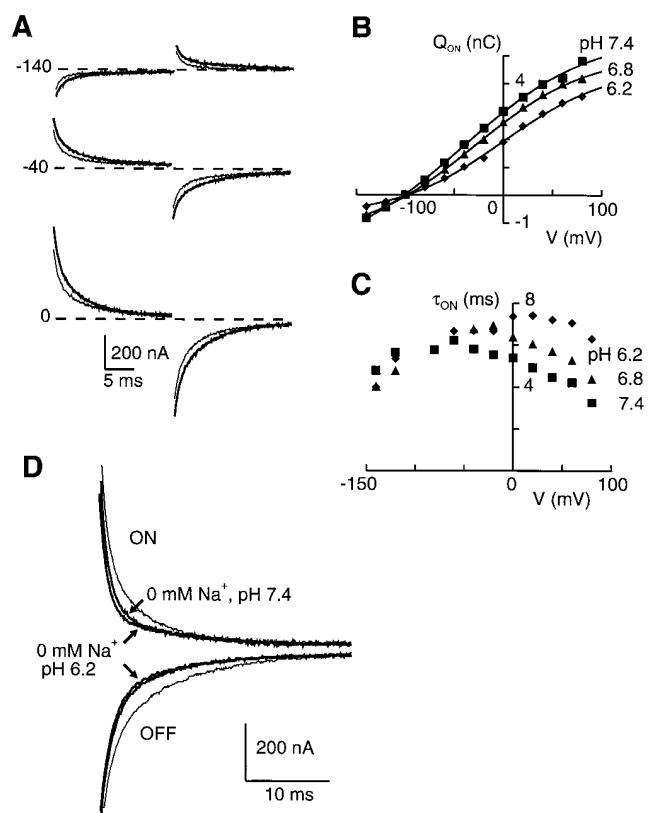 A
-140
-40
0
200 nA
5 ms
B
Q_ON (nC)
pH 7.4
6.8
6.2
4
-100
0
100
-1
V (mV)
C
τ_ON (ms)
8
pH 6.2
6.8
7.4
4
-150
0
100
V (mV)
D
ON
0 mM Na⁺, pH 7.4
0 mM Na⁺
pH 6.2
OFF
200 nA
10 ms